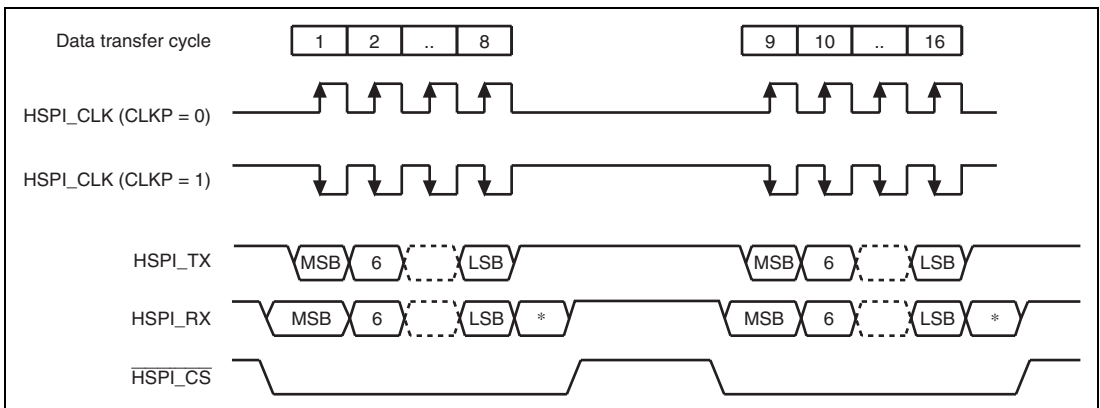 Data transfer cycle 1 2 .. 8 9 10 .. 16
HSPI_CLK (CLKP = 0)
HSPI_CLK (CLKP = 1)
HSPI_TX MSB 6 LSB MSB 6 LSB
HSPI_RX MSB 6 LSB * MSB 6 LSB *
HSPI_CS